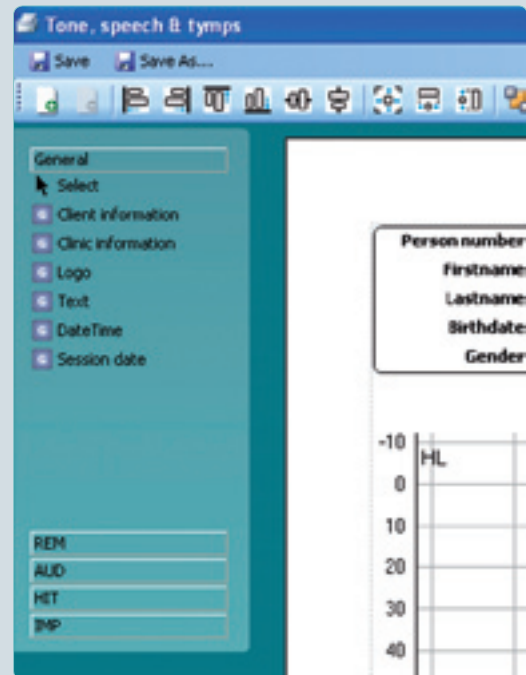 Tone, speech & tymps
Save Save As...
General
Select
Client information
Clinic information
Logo
Text
DateTime
Session date
REM
AUD
HIT
IMP
Person number
Firstname:
Lastname:
Birthdate:
Gender
-10
HL
0
10
20
30
40